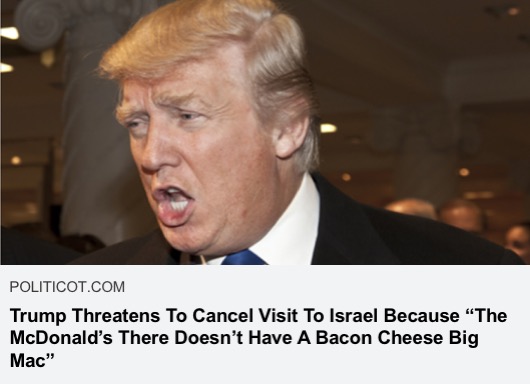 POLITICOT.COM
Trump Threatens To Cancel Visit To Israel Because “The
McDonald’s There Doesn’t Have A Bacon Cheese Big
Mac”